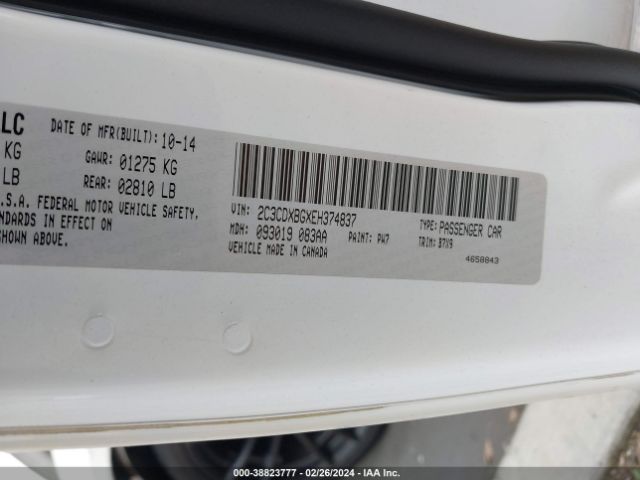 LC DATE OF MFR(BUILT): 10-14
KG GAWR: 01275 KG
LB REAR: 02810 LB
.S.A. FEDERAL MOTOR VEHICLE SAFETY,
NDARDS IN EFFECT ON
SHOWN ABOVE.
VIN: 2C3CDXBGXEH374837
MDH: 093019 083AA PAINT: PW7
VEHICLE MADE IN CANADA
TYPE: PASSENGER CAR
TRIM: B7X9
4658843
000-38823777 - 02/26/2024 - IAA Inc.